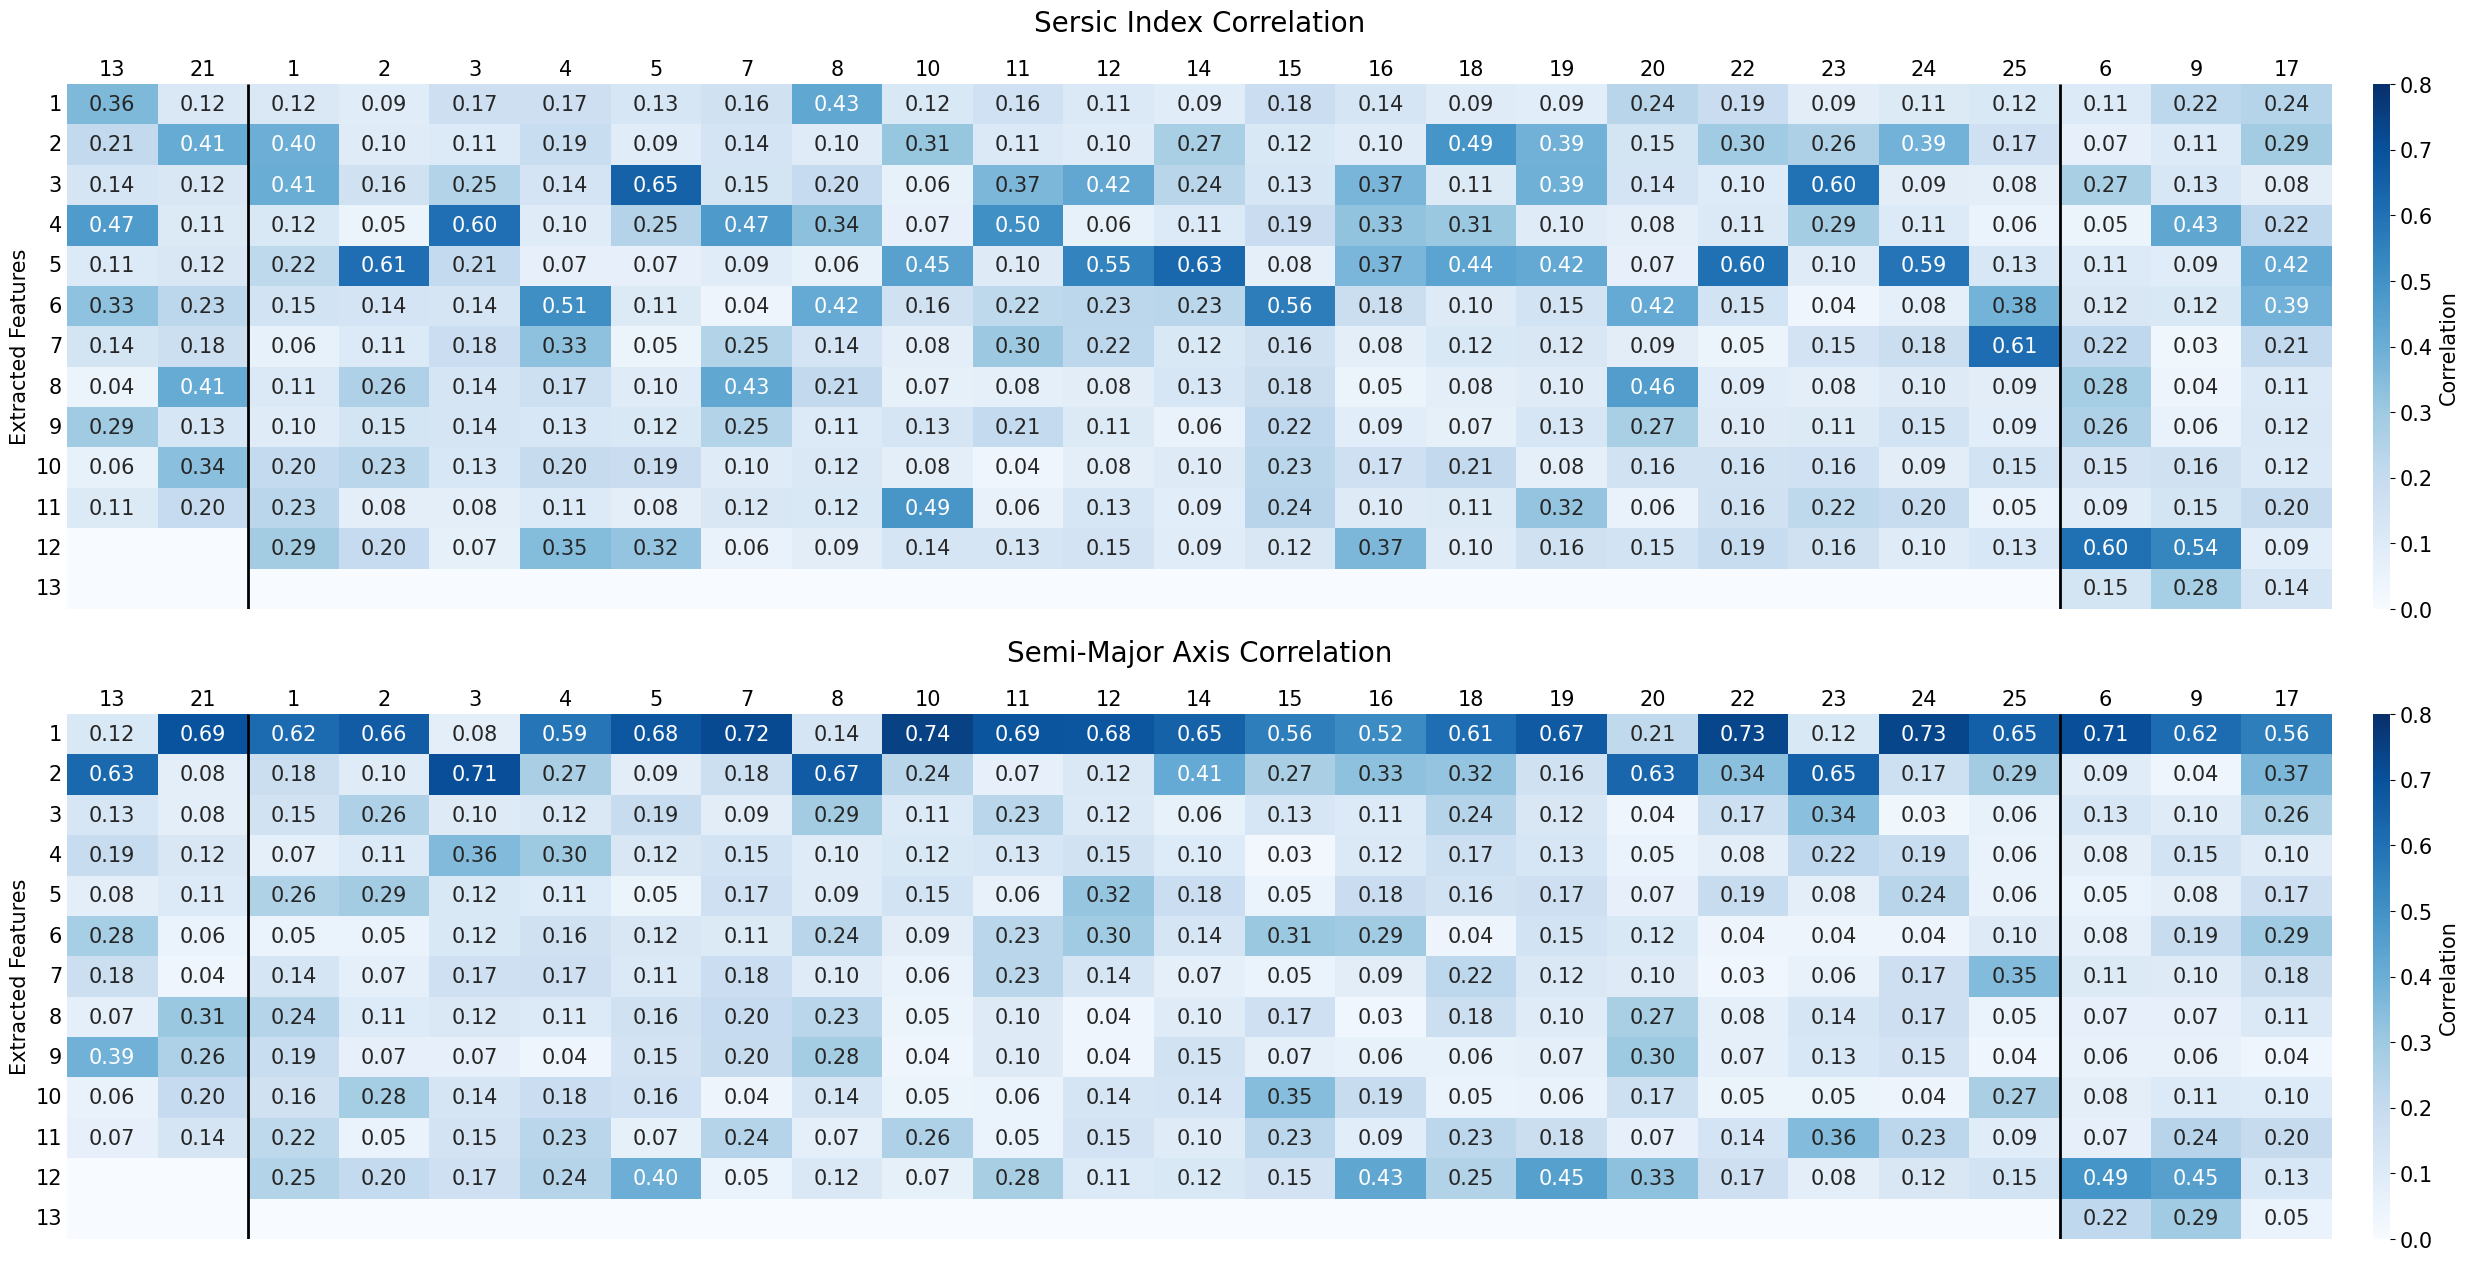 Sersic Index Correlation
13 21 1 2 3 4 5 7 8 10 11 12 14 15 16 18 19 20 22 23 24 25 6 9 17
1 0.36 0.12 0.12 0.09 0.17 0.17 0.13 0.16 0.43 0.12 0.16 0.11 0.09 0.18 0.14 0.09 0.09 0.24 0.19 0.09 0.11 0.12 0.11 0.22 0.24
2 0.21 0.41 0.40 0.10 0.11 0.19 0.09 0.14 0.10 0.31 0.11 0.10 0.27 0.12 0.10 0.49 0.39 0.15 0.30 0.26 0.39 0.17 0.07 0.11 0.29
3 0.14 0.12 0.41 0.16 0.25 0.14 0.65 0.15 0.20 0.06 0.37 0.42 0.24 0.13 0.37 0.11 0.39 0.14 0.10 0.60 0.09 0.08 0.27 0.13 0.08
4 0.47 0.11 0.12 0.05 0.60 0.10 0.25 0.47 0.34 0.07 0.50 0.06 0.11 0.19 0.33 0.31 0.10 0.08 0.11 0.29 0.11 0.06 0.05 0.43 0.22
5 0.11 0.12 0.22 0.61 0.21 0.07 0.07 0.09 0.06 0.45 0.10 0.55 0.63 0.08 0.37 0.44 0.42 0.07 0.60 0.10 0.59 0.13 0.11 0.09 0.42
6 0.33 0.23 0.15 0.14 0.14 0.51 0.11 0.04 0.42 0.16 0.22 0.23 0.23 0.56 0.18 0.10 0.15 0.42 0.15 0.04 0.08 0.38 0.12 0.12 0.39
7 0.14 0.18 0.06 0.11 0.18 0.33 0.05 0.25 0.14 0.08 0.30 0.22 0.12 0.16 0.08 0.12 0.12 0.09 0.05 0.15 0.18 0.61 0.22 0.03 0.21
8 0.04 0.41 0.11 0.26 0.14 0.17 0.10 0.43 0.21 0.07 0.08 0.08 0.13 0.18 0.05 0.08 0.10 0.46 0.09 0.08 0.10 0.09 0.28 0.04 0.11
9 0.29 0.13 0.10 0.15 0.14 0.13 0.12 0.25 0.11 0.13 0.21 0.11 0.06 0.22 0.09 0.07 0.13 0.27 0.10 0.11 0.15 0.09 0.26 0.06 0.12
10 0.06 0.34 0.20 0.23 0.13 0.20 0.19 0.10 0.12 0.08 0.04 0.08 0.10 0.23 0.17 0.21 0.08 0.16 0.16 0.16 0.09 0.15 0.15 0.16 0.12
11 0.11 0.20 0.23 0.08 0.08 0.11 0.08 0.12 0.12 0.49 0.06 0.13 0.09 0.24 0.10 0.11 0.32 0.06 0.16 0.22 0.20 0.05 0.09 0.15 0.20
12 0.29 0.20 0.07 0.35 0.32 0.06 0.09 0.14 0.13 0.15 0.09 0.12 0.37 0.10 0.16 0.15 0.19 0.16 0.10 0.13 0.60 0.54 0.09
13 0.15 0.28 0.14
Extracted Features
0.8
0.7
0.6
0.5
0.4
0.3
0.2
0.1
0.0
Correlation
Semi-Major Axis Correlation
13 21 1 2 3 4 5 7 8 10 11 12 14 15 16 18 19 20 22 23 24 25 6 9 17
1 0.12 0.69 0.62 0.66 0.08 0.59 0.68 0.72 0.14 0.74 0.69 0.68 0.65 0.56 0.52 0.61 0.67 0.21 0.73 0.12 0.73 0.65 0.71 0.62 0.56
2 0.63 0.08 0.18 0.10 0.71 0.27 0.09 0.18 0.67 0.24 0.07 0.12 0.41 0.27 0.33 0.32 0.16 0.63 0.34 0.65 0.17 0.29 0.09 0.04 0.37
3 0.13 0.08 0.15 0.26 0.10 0.12 0.19 0.09 0.29 0.11 0.23 0.12 0.06 0.13 0.11 0.24 0.12 0.04 0.17 0.34 0.03 0.06 0.13 0.10 0.26
4 0.19 0.12 0.07 0.11 0.36 0.30 0.12 0.15 0.10 0.12 0.13 0.15 0.10 0.03 0.12 0.17 0.13 0.05 0.08 0.22 0.19 0.06 0.08 0.15 0.10
5 0.08 0.11 0.26 0.29 0.12 0.11 0.05 0.17 0.09 0.15 0.06 0.32 0.18 0.05 0.18 0.16 0.17 0.07 0.19 0.08 0.24 0.06 0.05 0.08 0.17
6 0.28 0.06 0.05 0.05 0.12 0.16 0.12 0.11 0.24 0.09 0.23 0.30 0.14 0.31 0.29 0.04 0.15 0.12 0.04 0.04 0.04 0.10 0.08 0.19 0.29
7 0.18 0.04 0.14 0.07 0.17 0.17 0.11 0.18 0.10 0.06 0.23 0.14 0.07 0.05 0.09 0.22 0.12 0.10 0.03 0.06 0.17 0.35 0.11 0.10 0.18
8 0.07 0.31 0.24 0.11 0.12 0.11 0.16 0.20 0.23 0.05 0.10 0.04 0.10 0.17 0.03 0.18 0.10 0.27 0.08 0.14 0.17 0.05 0.07 0.07 0.11
9 0.39 0.26 0.19 0.07 0.07 0.04 0.15 0.20 0.28 0.04 0.10 0.04 0.15 0.07 0.06 0.06 0.07 0.30 0.07 0.13 0.15 0.04 0.06 0.06 0.04
10 0.06 0.20 0.16 0.28 0.14 0.18 0.16 0.04 0.14 0.05 0.06 0.14 0.14 0.35 0.19 0.05 0.06 0.17 0.05 0.05 0.04 0.27 0.08 0.11 0.10
11 0.07 0.14 0.22 0.05 0.15 0.23 0.07 0.24 0.07 0.26 0.05 0.15 0.10 0.23 0.09 0.23 0.18 0.07 0.14 0.36 0.23 0.09 0.07 0.24 0.20
12 0.25 0.20 0.17 0.24 0.40 0.05 0.12 0.07 0.28 0.11 0.12 0.15 0.43 0.25 0.45 0.33 0.17 0.08 0.12 0.15 0.49 0.45 0.13
13 0.22 0.29 0.05
Extracted Features
0.8
0.7
0.6
0.5
0.4
0.3
0.2
0.1
0.0
Correlation